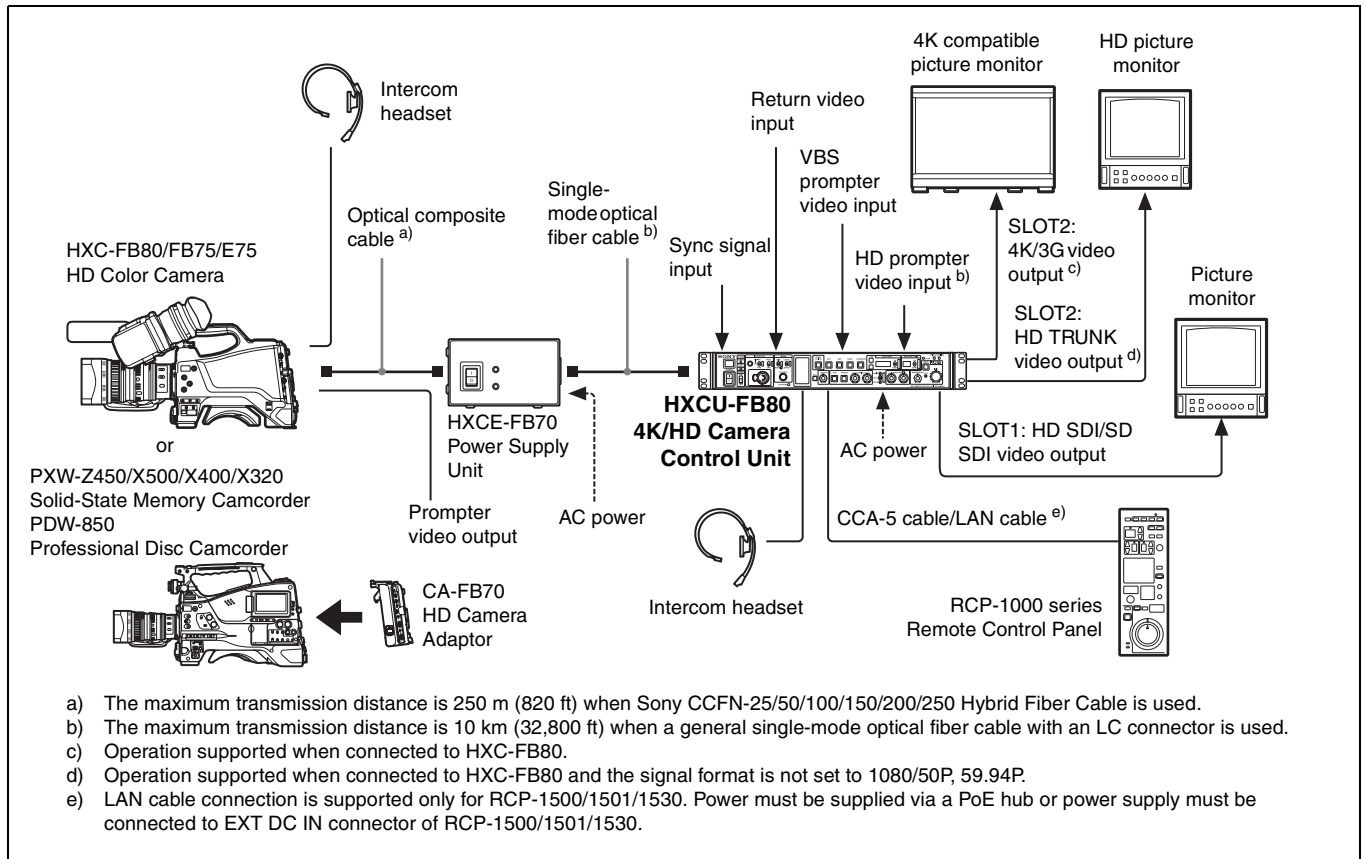 4K compatible
picture monitor
HD picture
monitor
Intercom
headset
Return video
input
VBS
prompter
video input
Single-
mode optical
fiber cable b)
Optical composite
cable a)
Sync signal
input
HD prompter
video input b)
SLOT2:
4K/3G video
output c)
SLOT2:
HD TRUNK
video output d)
Picture
monitor
HXC-FB80/FB75/E75
HD Color Camera
or
PXW-Z450/X500/X400/X320
Solid-State Memory Camcorder
PDW-850
Professional Disc Camcorder
HXCE-FB70
Power Supply
Unit
HXCU-FB80
4K/HD Camera
Control Unit
AC power
SLOT1: HD SDI/SD
SDI video output
Prompter
video output
AC power
CCA-5 cable/LAN cable e)
CA-FB70
HD Camera
Adaptor
Intercom headset
RCP-1000 series
Remote Control Panel
a) The maximum transmission distance is 250 m (820 ft) when Sony CCFN-25/50/100/150/200/250 Hybrid Fiber Cable is used.
b) The maximum transmission distance is 10 km (32,800 ft) when a general single-mode optical fiber cable with an LC connector is used.
c) Operation supported when connected to HXC-FB80.
d) Operation supported when connected to HXC-FB80 and the signal format is not set to 1080/50P, 59.94P.
e) LAN cable connection is supported only for RCP-1500/1501/1530. Power must be supplied via a PoE hub or power supply must be
connected to EXT DC IN connector of RCP-1500/1501/1530.